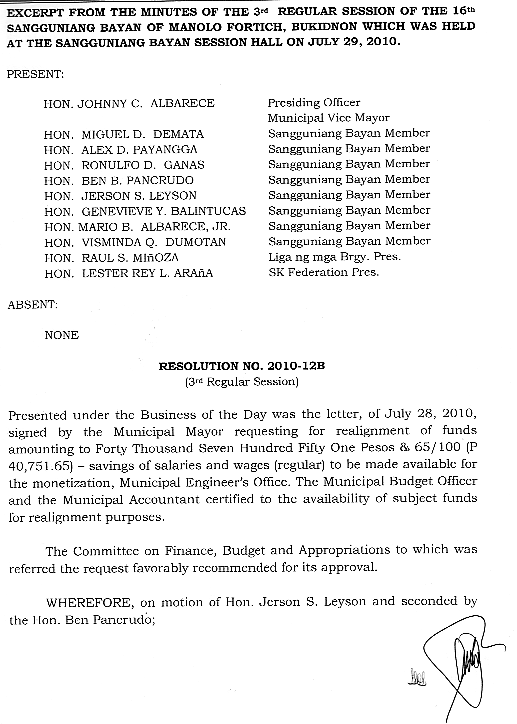 EXCERPT FROM THE MINUTES OF THE 3rd REGULAR SESSION OF THE 16th
SANGGUNIANG BAYAN OF MANOLO FORTICH, BUKIDNON WHICH WAS HELD
AT THE SANGGUNIANG BAYAN SESSION HALL ON JULY 29, 2010.
PRESENT:
HON. JOHNNY C. ALBARECE Presiding Officer
Municipal Vice Mayor
HON. MIGUEL D. DEMATA Sangguniang Bayan Member
HON. ALEX D. PAYANGGA Sangguniang Bayan Member
HON. RONULFO D. GANAS Sangguniang Bayan Member
HON. BEN B. PANCRUDO Sangguniang Bayan Member
HON. JERSON S. LEYSON Sangguniang Bayan Member
HON. GENEVIEVE Y. BALINTUCAS Sangguniang Bayan Member
HON. MARIO B. ALBARECE, JR. Sangguniang Bayan Member
HON. VISMINDA Q. DUMOTAN Sangguniang Bayan Member
HON. RAUL S. MIñOZA Liga ng mga Brgy. Pres.
HON. LESTER REY L. ARAñA SK Federation Pres.
ABSENT:
NONE
RESOLUTION NO. 2010-12B
(3rd Regular Session)
Presented under the Business of the Day was the letter, of July 28, 2010,
signed by the Municipal Mayor requesting for realignment of funds
amounting to Forty Thousand Seven Hundred Fifty One Pesos & 65/100 (P
40,751.65) – savings of salaries and wages (regular) to be made available for
the monetization, Municipal Engineer's Office. The Municipal Budget Officer
and the Municipal Accountant certified to the availability of subject funds
for realignment purposes.
The Committee on Finance, Budget and Appropriations to which was
referred the request favorably recommended for its approval.
WHEREFORE, on motion of Hon. Jerson S. Leyson and seconded by
the Hon. Ben Pancrudo;